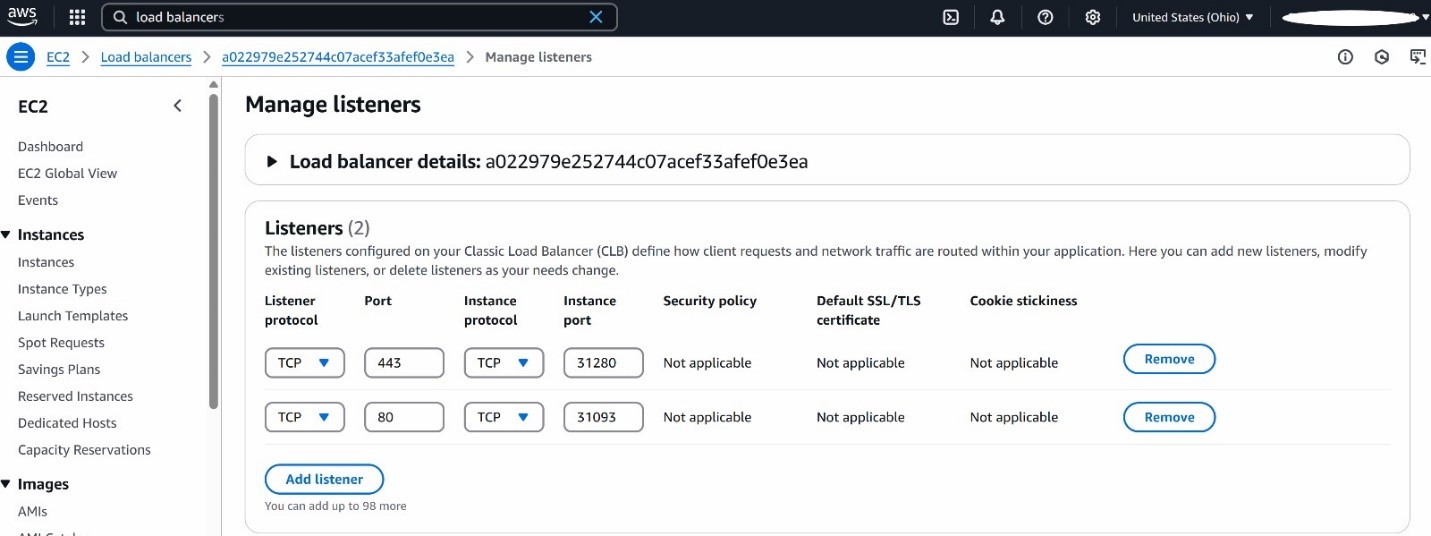 aws
load balancers
United States (Ohio)
EC2
Load balancers
a022979e252744c07acef33afef0e3ea
Manage listeners
EC2
Dashboard
EC2 Global View
Events
Instances
Instances
Instance Types
Launch Templates
Spot Requests
Savings Plans
Reserved Instances
Dedicated Hosts
Capacity Reservations
Images
AMIs
Manage listeners
Load balancer details: a022979e252744c07acef33afef0e3ea
Listeners (2)
The listeners configured on your Classic Load Balancer (CLB) define how client requests and network traffic are routed within your application. Here you can add new listeners, modify
existing listeners, or delete listeners as your needs change.
Listener protocol Port Instance protocol Instance port Security policy Default SSL/TLS certificate Cookie stickiness
TCP 443 TCP 31280 Not applicable Not applicable Not applicable Remove
TCP 80 TCP 31093 Not applicable Not applicable Not applicable Remove
Add listener
You can add up to 98 more